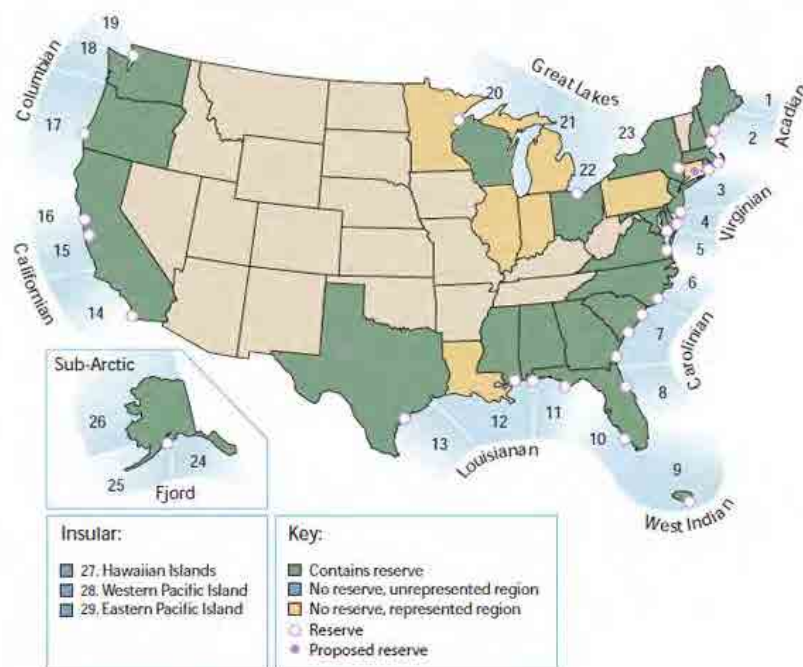 19
18
Columbian
17
16
15
Californian
14
20
Great Lakes
21
22
23
1
2
Acadian
3
4
Virginian
5
6
7
Carolinian
8
9
West Indian
10
11
12
Louisianan
13
Sub-Arctic
26
24
25
Fjord
Insular:
27. Hawaiian Islands
28. Western Pacific Island
29. Eastern Pacific Island
Key:
Contains reserve
No reserve, unrepresented region
No reserve, represented region
Reserve
Proposed reserve